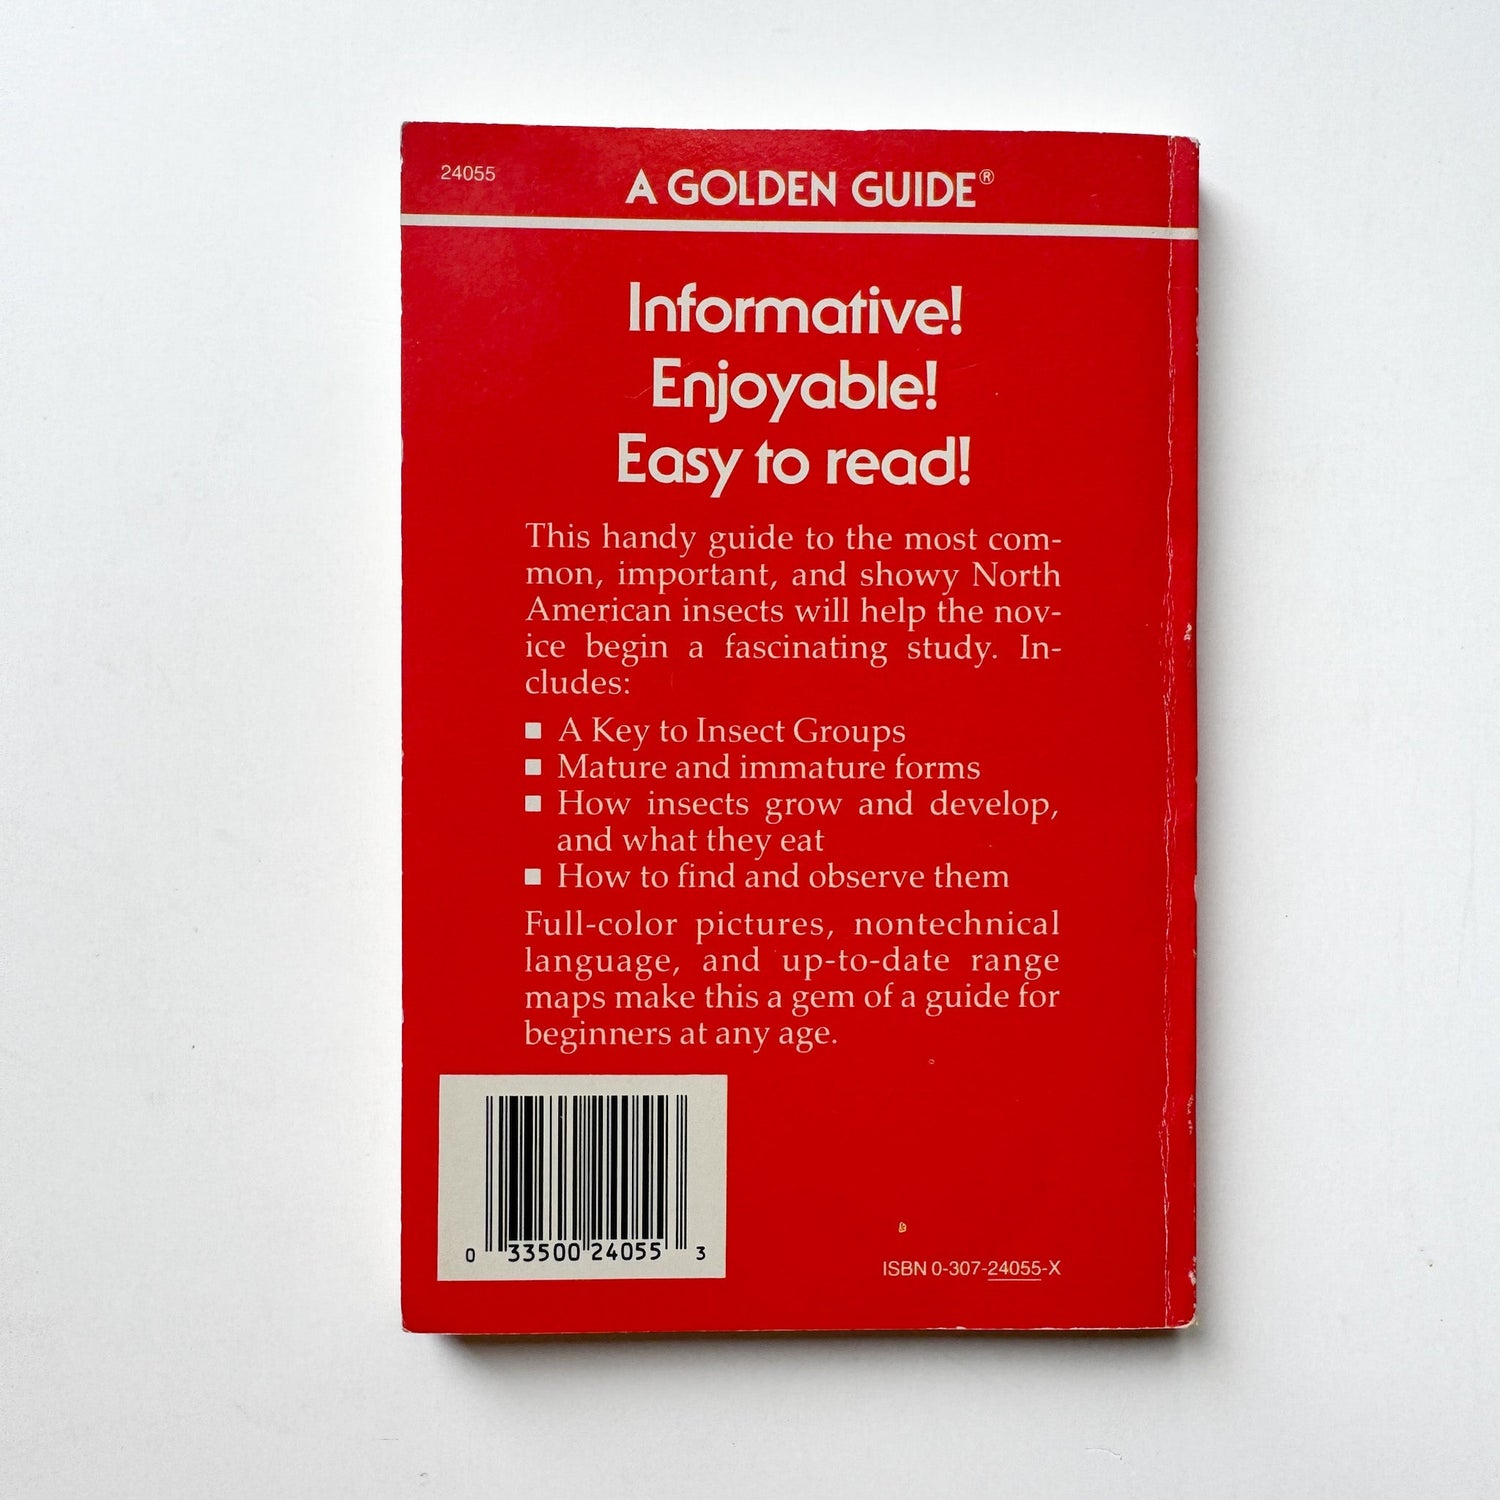 24055
A GOLDEN GUIDE®
Informative!
Enjoyable!
Easy to read!
This handy guide to the most com-
mon, important, and showy North
American insects will help the nov-
ice begin a fascinating study. In-
cludes:
■ A Key to Insect Groups
■ Mature and immature forms
■ How insects grow and develop,
and what they eat
■ How to find and observe them
Full-color pictures, nontechnical
language, and up-to-date range
maps make this a gem of a guide for
beginners at any age.
0 33500 24055 3
ISBN 0-307-24055-X